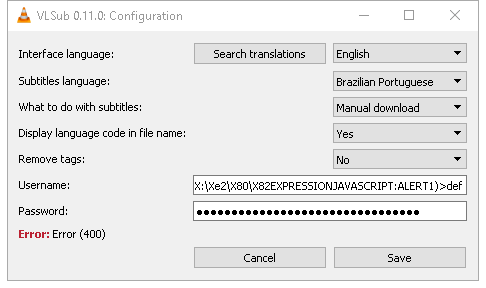 VLSub 0.11.0: Configuration
Interface language: Search translations English
Subtitles language: Brazilian Portuguese
What to do with subtitles: Manual download
Display language code in file name: Yes
Remove tags: No
Username: X:\Xe2\X80\X82EXPRESSIONJAVASCRIPT:ALERT1)>def
Password: ●●●●●●●●●●●●●●●●●●●●●●●●●●●●●●●●
Error: Error (400)
Cancel Save